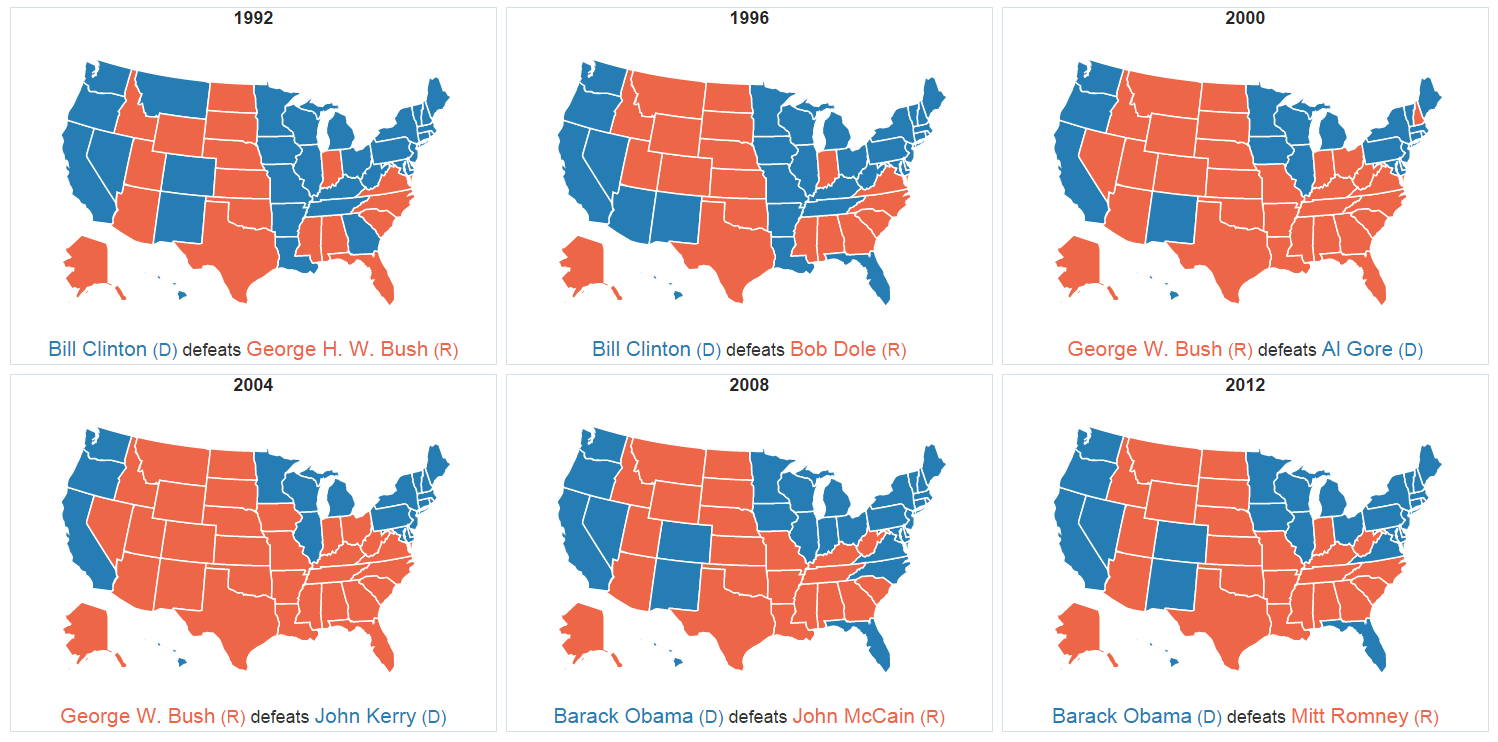 1992
1996
2000
Bill Clinton (D) defeats George H. W. Bush (R)
Bill Clinton (D) defeats Bob Dole (R)
George W. Bush (R) defeats Al Gore (D)
2004
2008
2012
George W. Bush (R) defeats John Kerry (D)
Barack Obama (D) defeats John McCain (R)
Barack Obama (D) defeats Mitt Romney (R)